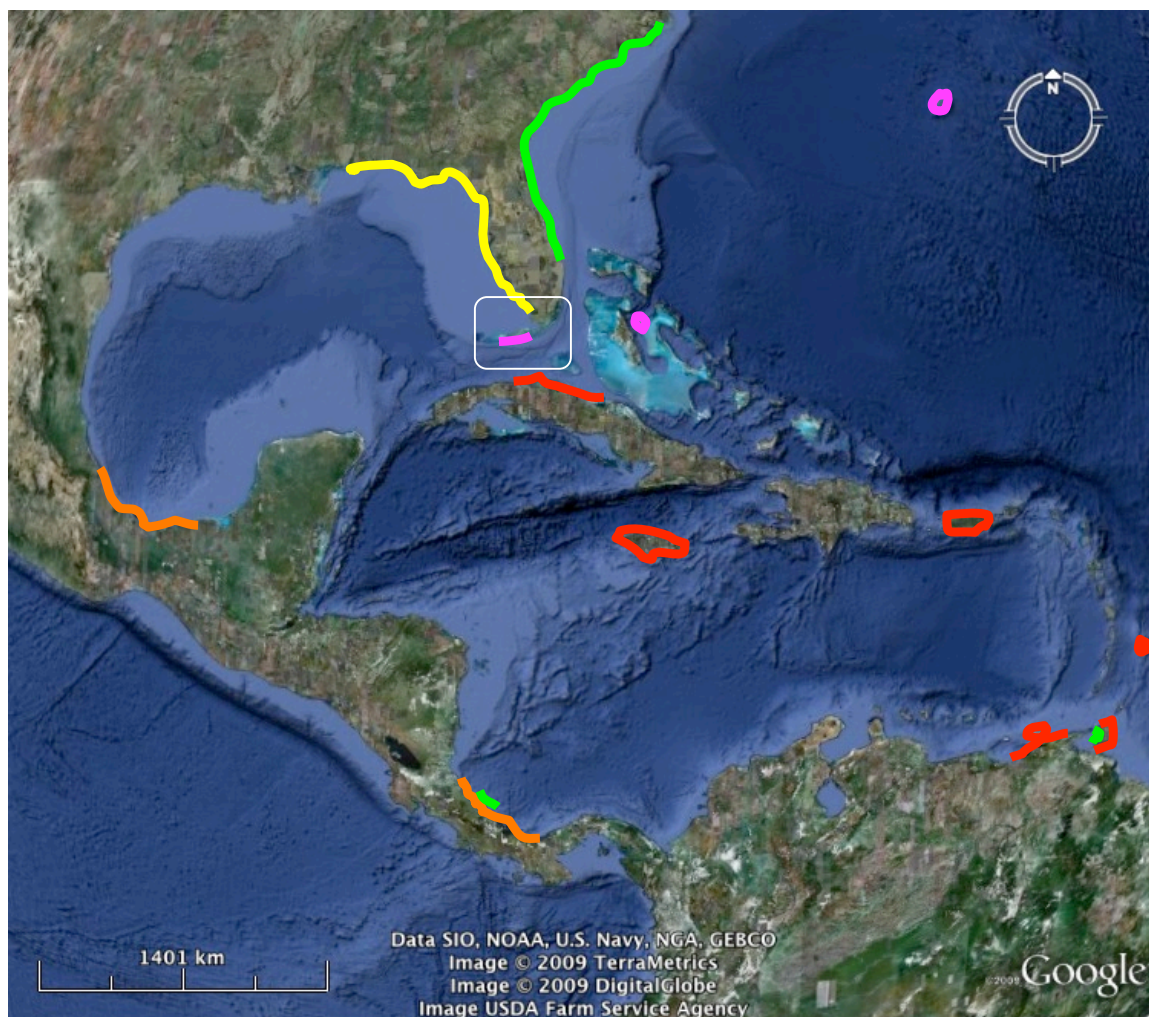 N
1401 km
Data SIO, NOAA, U.S. Navy, NGA, GEBCO
Image © 2009 TerraMetrics
Image © 2009 DigitalGlobe
Image USDA Farm Service Agency
©2009 Google